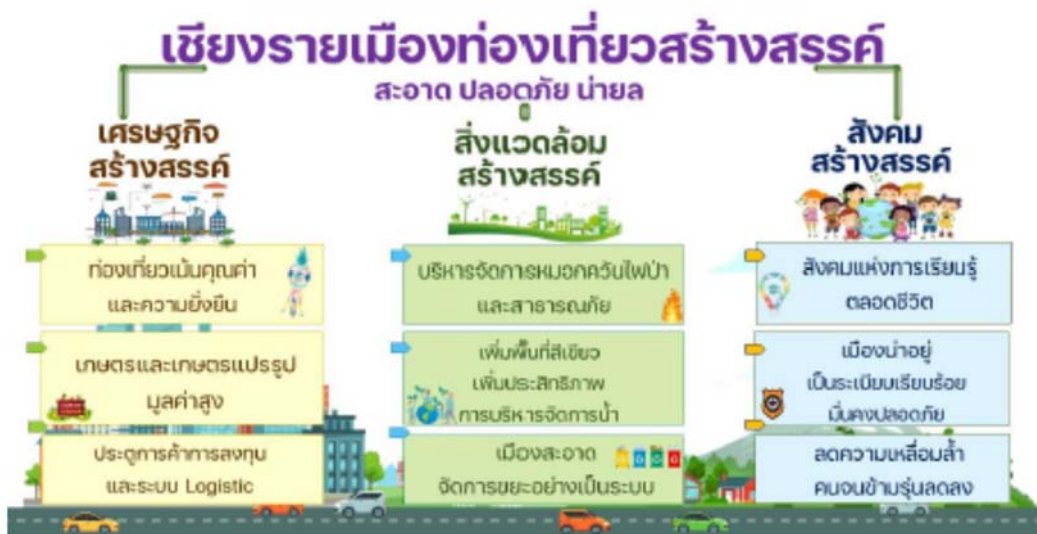 เชียงรายเมืองท่องเที่ยวสร้างสรรค์
สะอาด ปลอดภัย น่ายล
เศรษฐกิจ
สร้างสรรค์
ท่องเที่ยวเน้นคุณค่า
และความยั่งยืน
เกษตรและเกษตรแปรรูป
มูลค่าสูง
ประตูการค้าการลงทุน
และระบบ Logistic
สิ่งแวดล้อม
สร้างสรรค์
บริหารจัดการหมอกควันไฟป่า
และสาธารณภัย
เพิ่มพื้นที่สีเขียว
เพิ่มประสิทธิภาพ
การบริหารจัดการน้ำ
เมืองสะอาด
จัดการขยะอย่างเป็นระบบ
สังคม
สร้างสรรค์
สังคมแห่งการเรียนรู้
ตลอดชีวิต
เมืองน่าอยู่
เป็นระเบียบเรียบร้อย
มั่นคงปลอดภัย
ลดความเหลื่อมล้ำ
คนจนข้ามรุ่นลดลง